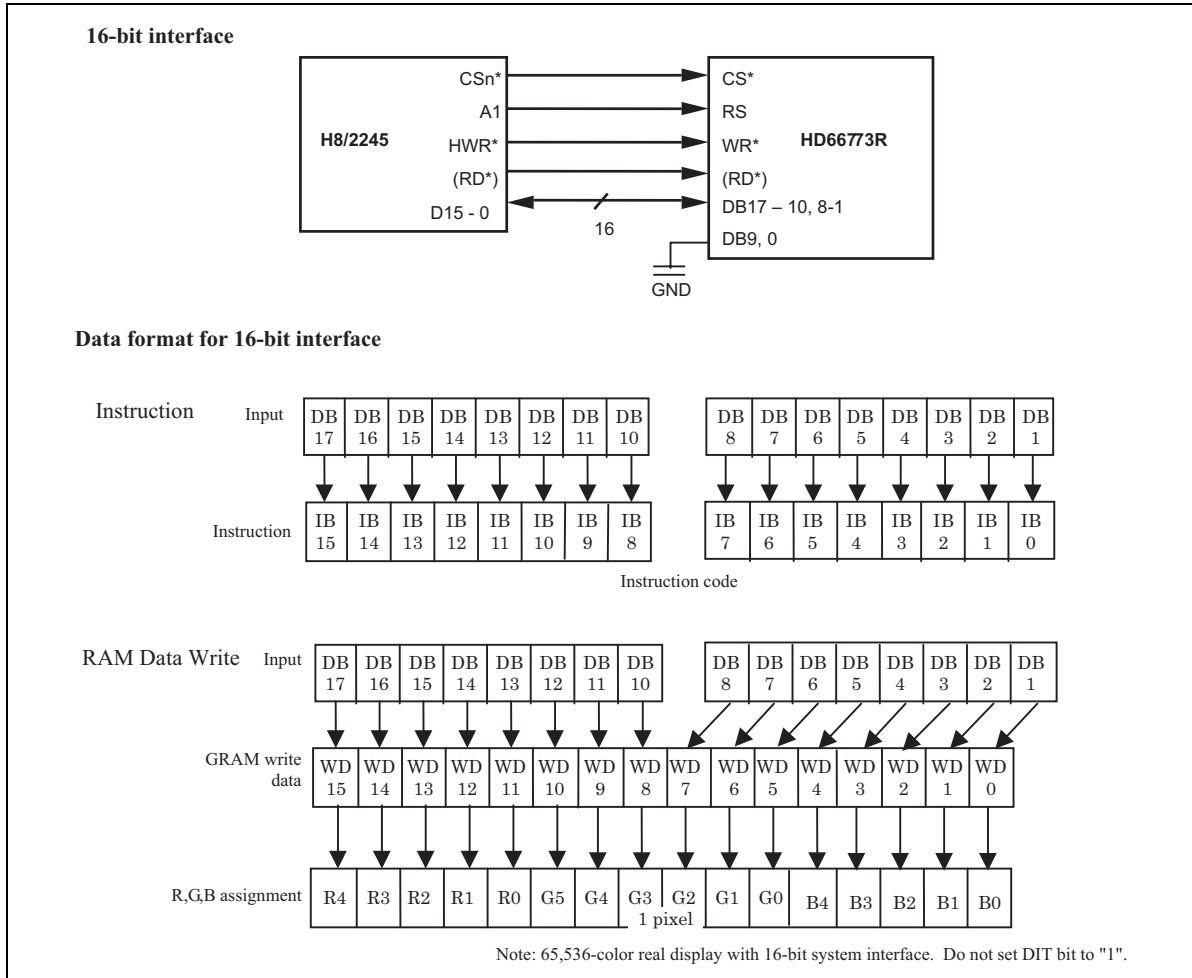 16-bit interface
H8/2245
CSn*
A1
HWR*
(RD*)
D15 - 0
16
HD66773R
CS*
RS
WR*
(RD*)
DB17 – 10, 8-1
DB9, 0
GND
Data format for 16-bit interface
Instruction Input DB 17 DB 16 DB 15 DB 14 DB 13 DB 12 DB 11 DB 10 DB 8 DB 7 DB 6 DB 5 DB 4 DB 3 DB 2 DB 1
Instruction IB 15 IB 14 IB 13 IB 12 IB 11 IB 10 IB 9 IB 8 IB 7 IB 6 IB 5 IB 4 IB 3 IB 2 IB 1 IB 0
Instruction code
RAM Data Write Input DB 17 DB 16 DB 15 DB 14 DB 13 DB 12 DB 11 DB 10 DB 8 DB 7 DB 6 DB 5 DB 4 DB 3 DB 2 DB 1
GRAM write data WD 15 WD 14 WD 13 WD 12 WD 11 WD 10 WD 9 WD 8 WD 7 WD 6 WD 5 WD 4 WD 3 WD 2 WD 1 WD 0
R,G,B assignment R4 R3 R2 R1 R0 G5 G4 G3 G2 G1 G0 B4 B3 B2 B1 B0
1 pixel
Note: 65,536-color real display with 16-bit system interface. Do not set DIT bit to "1".